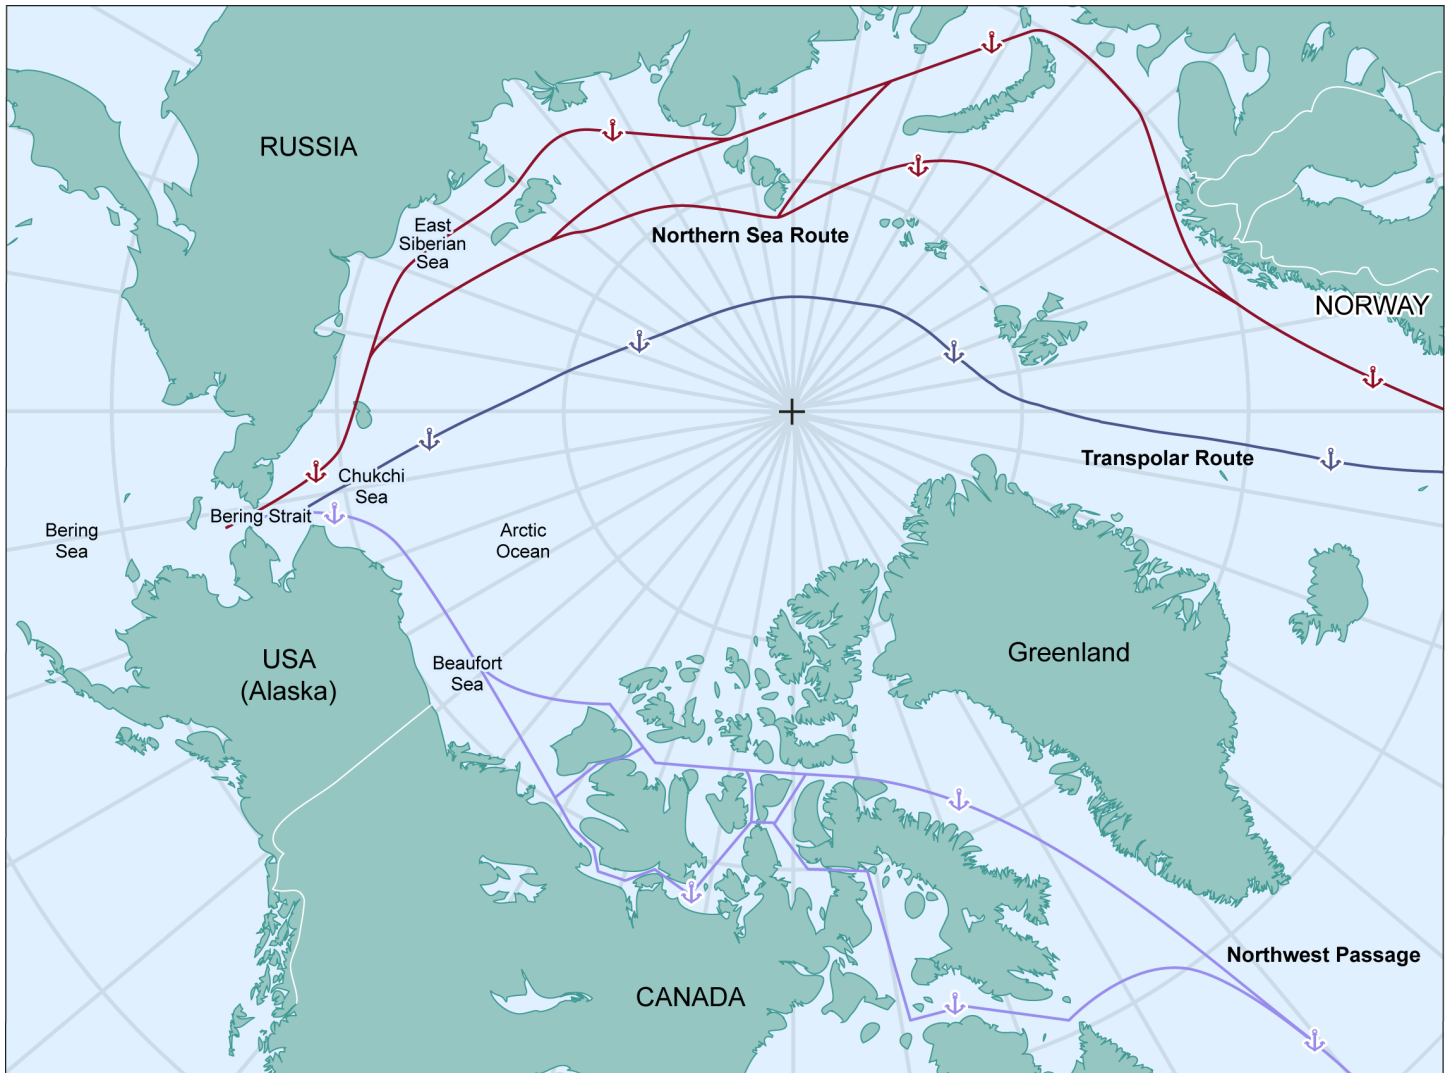 RUSSIA
East
Siberian
Sea
Northern Sea Route
NORWAY
Transpolar Route
Chukchi
Sea
Bering Strait
Bering
Sea
Arctic
Ocean
USA
(Alaska)
Beaufort
Sea
Greenland
Northwest Passage
CANADA